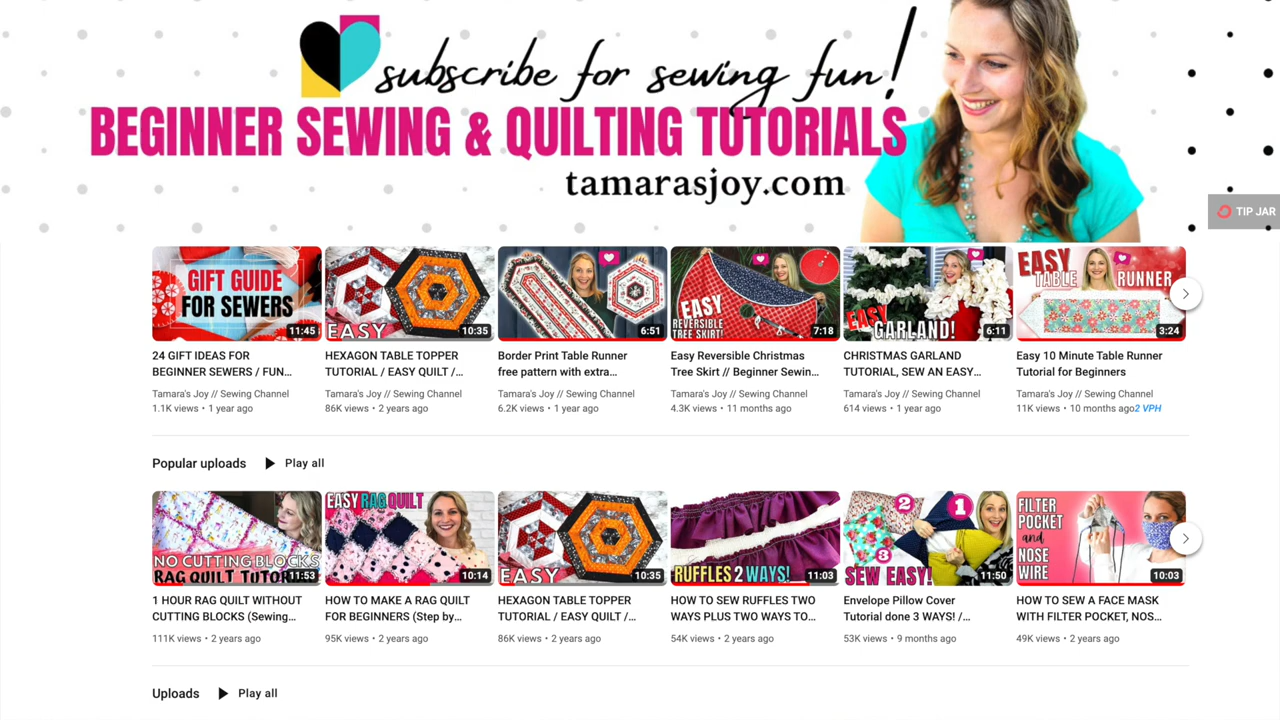 subscribe for sewing fun!
BEGINNER SEWING & QUILTING TUTORIALS
tamarasjoy.com
TIP JAR
GIFT GUIDE
FOR SEWERS
11:45
EASY
10:35
6:51
EASY
REVERSIBLE
TREE SKIRT!
7:18
EASY
GARLAND!
6:11
EASY
TABLE RUNNER
3:24
24 GIFT IDEAS FOR
BEGINNER SEWERS / FUN...
Tamara's Joy // Sewing Channel
1.1K views • 1 year ago
HEXAGON TABLE TOPPER
TUTORIAL / EASY QUILT /...
Tamara's Joy // Sewing Channel
86K views • 2 years ago
Border Print Table Runner
free pattern with extra...
Tamara's Joy // Sewing Channel
6.2K views • 1 year ago
Easy Reversible Christmas
Tree Skirt // Beginner Sewin...
Tamara's Joy // Sewing Channel
4.3K views • 11 months ago
CHRISTMAS GARLAND
TUTORIAL, SEW AN EASY...
Tamara's Joy // Sewing Channel
614 views • 1 year ago
Easy 10 Minute Table Runner
Tutorial for Beginners
Tamara's Joy // Sewing Channel
11K views • 10 months ago2 VPH
Popular uploads
Play all
NO CUTTING BLOCKS
RAG QUILT TUTOR
11:53
EASY RAG QUILT
10:14
EASY
10:35
RUFFLES 2 WAYS!
11:03
2
1
3
SEW EASY!
11:50
FILTER
POCKET
and
NOSE
WIRE
10:03
1 HOUR RAG QUILT WITHOUT
CUTTING BLOCKS (Sewing...
111K views • 2 years ago
HOW TO MAKE A RAG QUILT
FOR BEGINNERS (Step by...
95K views • 2 years ago
HEXAGON TABLE TOPPER
TUTORIAL / EASY QUILT /...
86K views • 2 years ago
HOW TO SEW RUFFLES TWO
WAYS PLUS TWO WAYS TO...
54K views • 2 years ago
Envelope Pillow Cover
Tutorial done 3 WAYS! /...
53K views • 9 months ago
HOW TO SEW A FACE MASK
WITH FILTER POCKET, NOS...
49K views • 2 years ago
Uploads
Play all